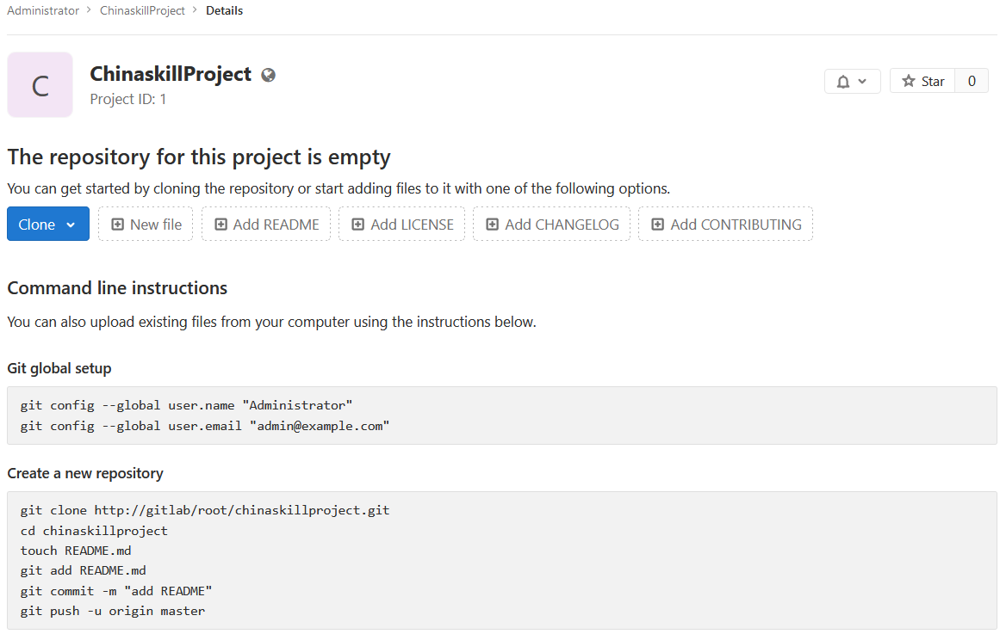 Administrator > ChinaskillProject > Details
C
ChinaskillProject
Project ID: 1
Star 0
The repository for this project is empty
You can get started by cloning the repository or start adding files to it with one of the following options.
Clone New file Add README Add LICENSE Add CHANGELOG Add CONTRIBUTING
Command line instructions
You can also upload existing files from your computer using the instructions below.
Git global setup
git config --global user.name "Administrator"
git config --global user.email "admin@example.com"
Create a new repository
git clone http://gitlab/root/chinaskillproject.git
cd chinaskillproject
touch README.md
git add README.md
git commit -m "add README"
git push -u origin master